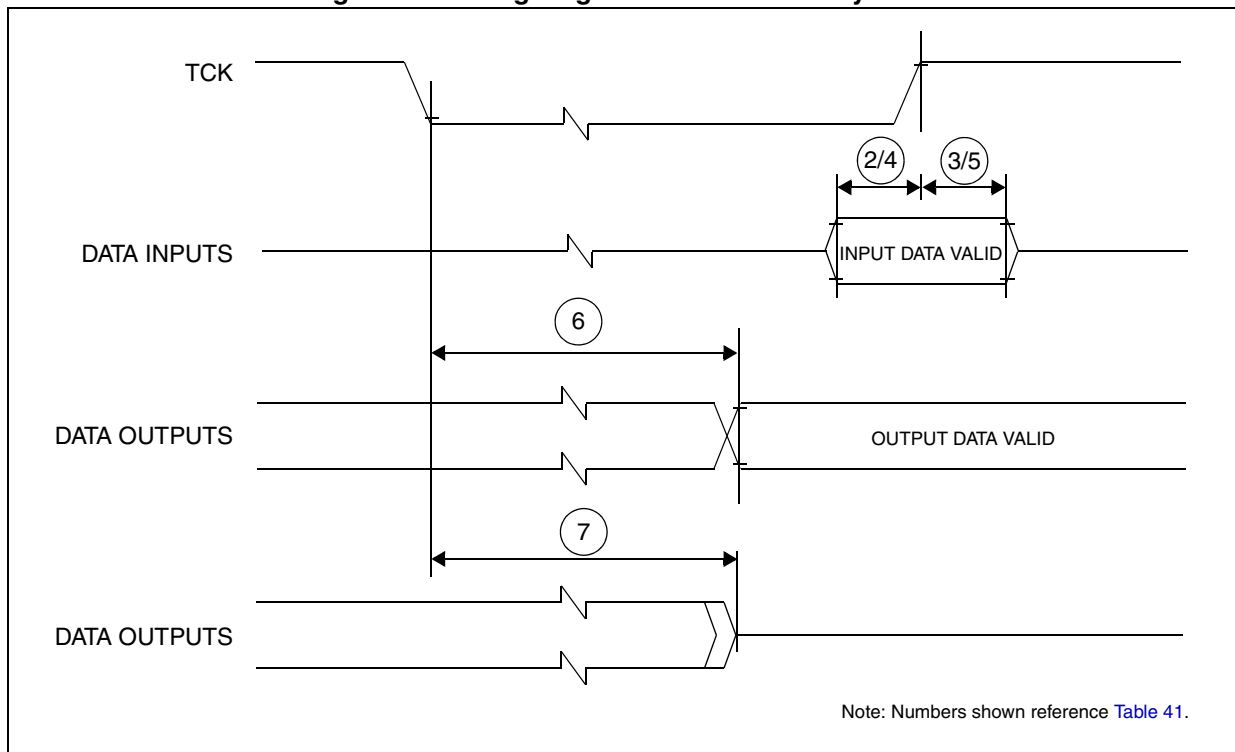 TCK
2/4 3/5
DATA INPUTS
INPUT DATA VALID
6
DATA OUTPUTS
OUTPUT DATA VALID
7
DATA OUTPUTS
Note: Numbers shown reference Table 41.